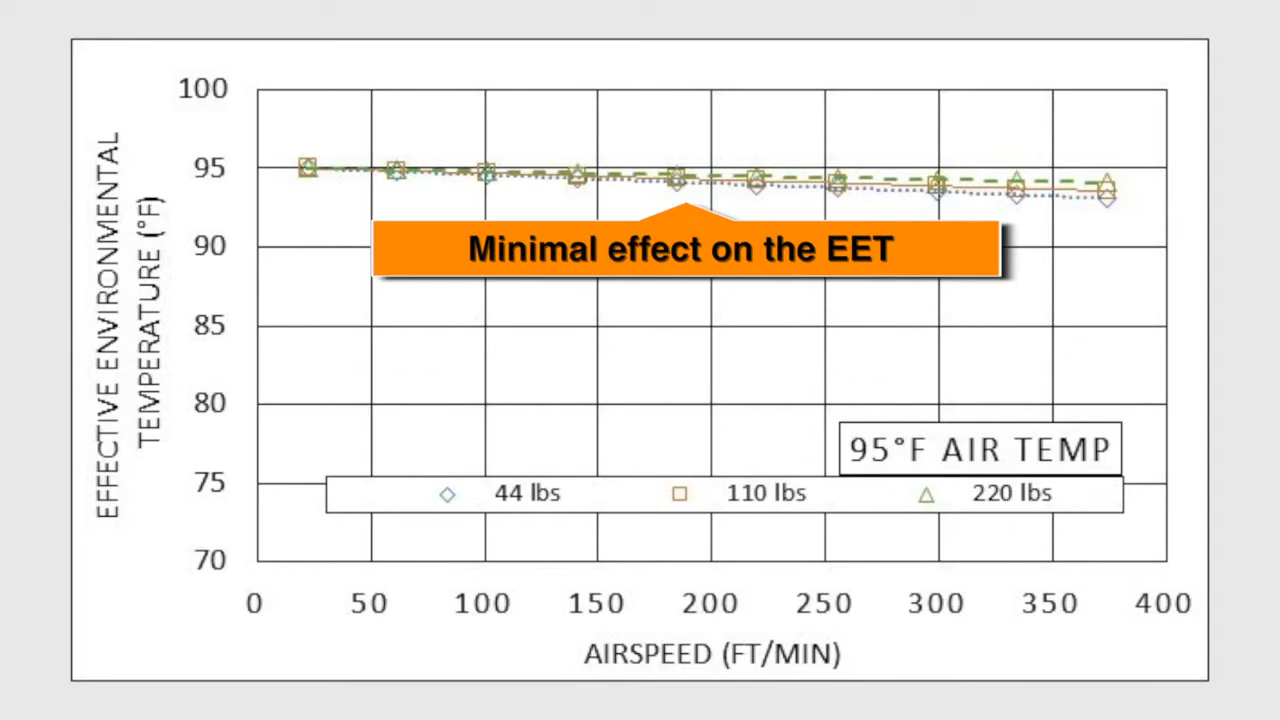 100
95
90
85
80
75
70
EFFECTIVE ENVIRONMENTAL
TEMPERATURE (°F)
Minimal effect on the EET
95°F AIR TEMP
44 lbs 110 lbs 220 lbs
0 50 100 150 200 250 300 350 400
AIRSPEED (FT/MIN)